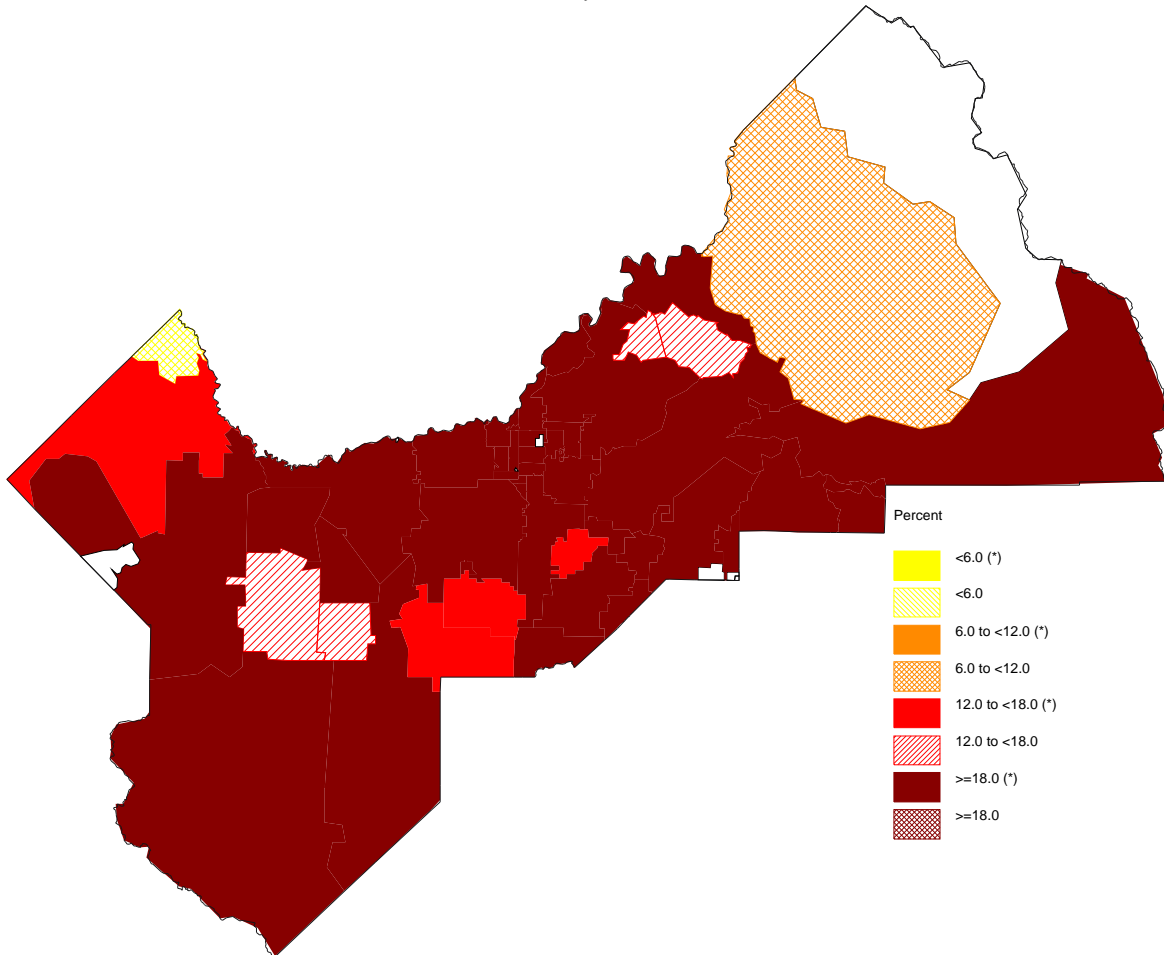 Percent
<6.0 (*)
<6.0
6.0 to <12.0 (*)
6.0 to <12.0
12.0 to <18.0 (*)
12.0 to <18.0
>=18.0 (*)
>=18.0